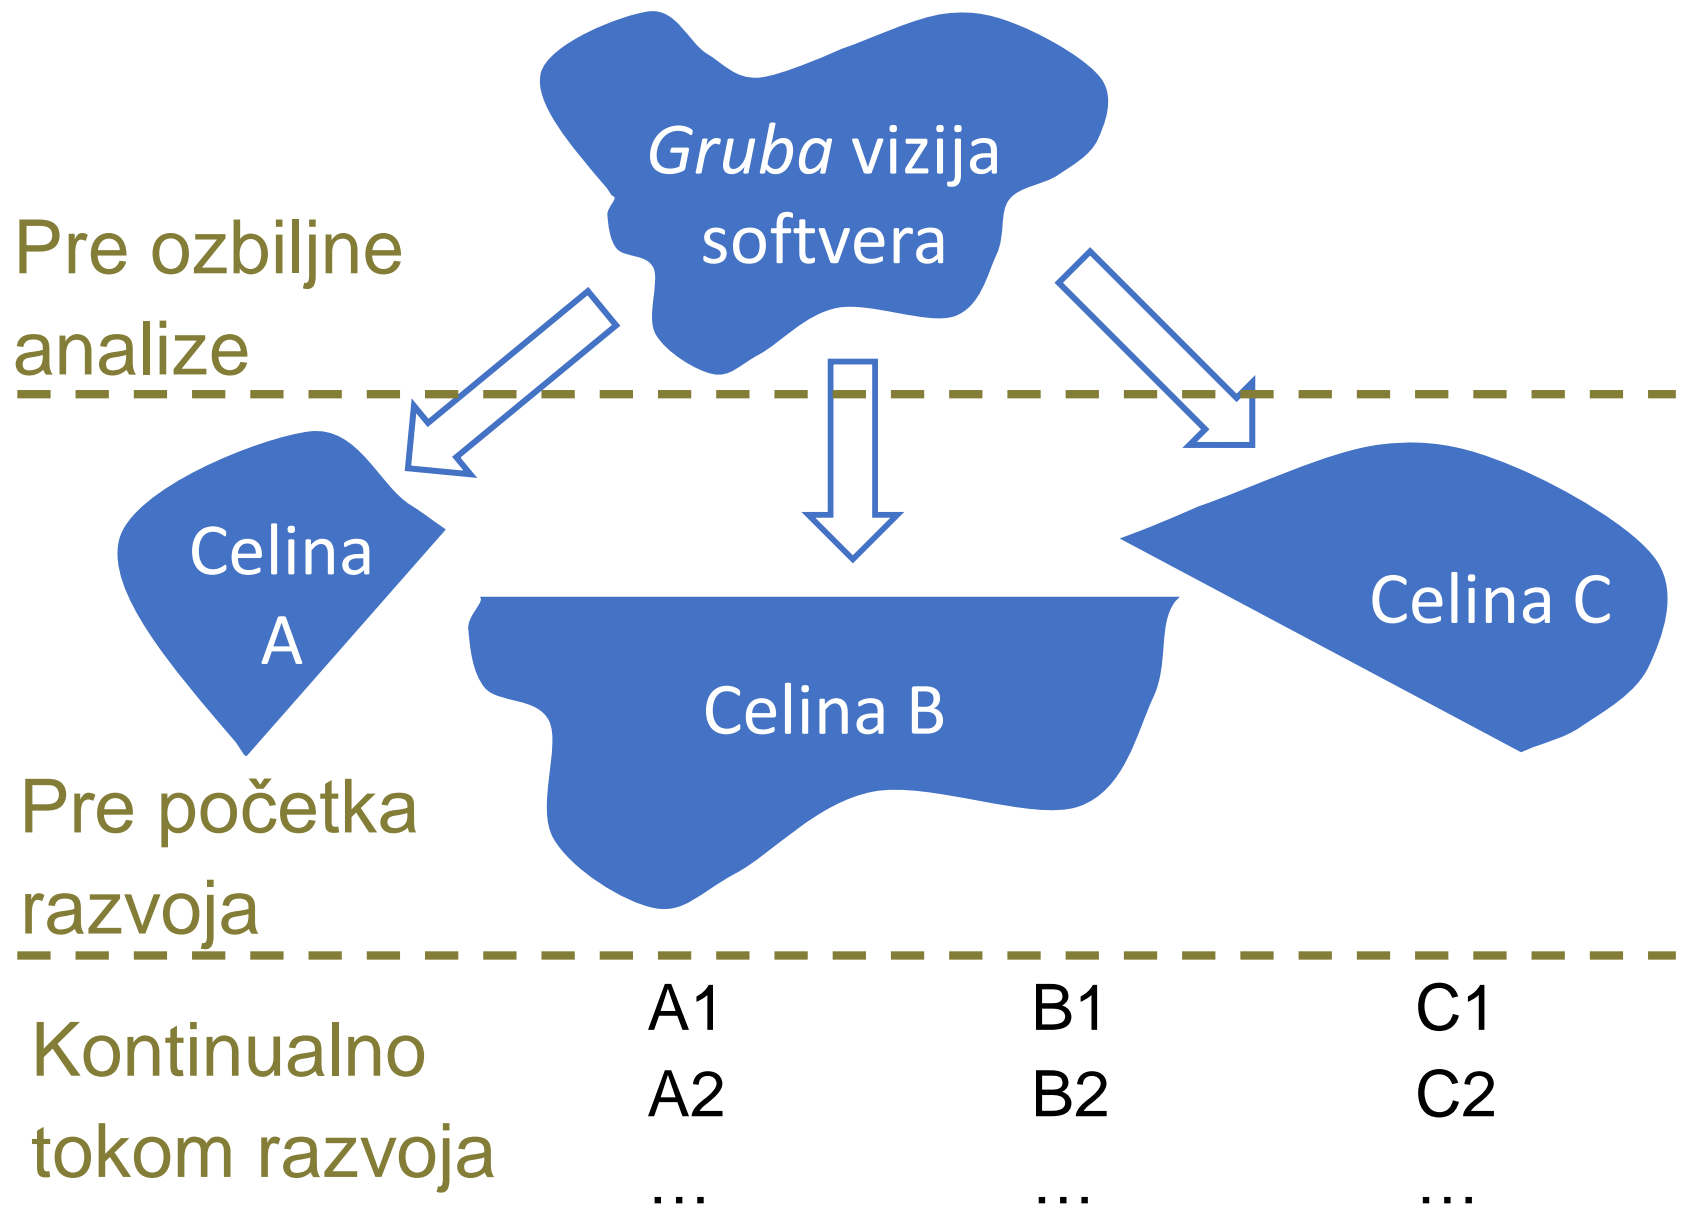 Gruba vizija
softvera
Pre ozbiljne
analize
Celina
A
Celina B
Celina C
Pre početka
razvoja
Kontinualno
tokom razvoja
A1 B1 C1
A2 B2 C2
… … …